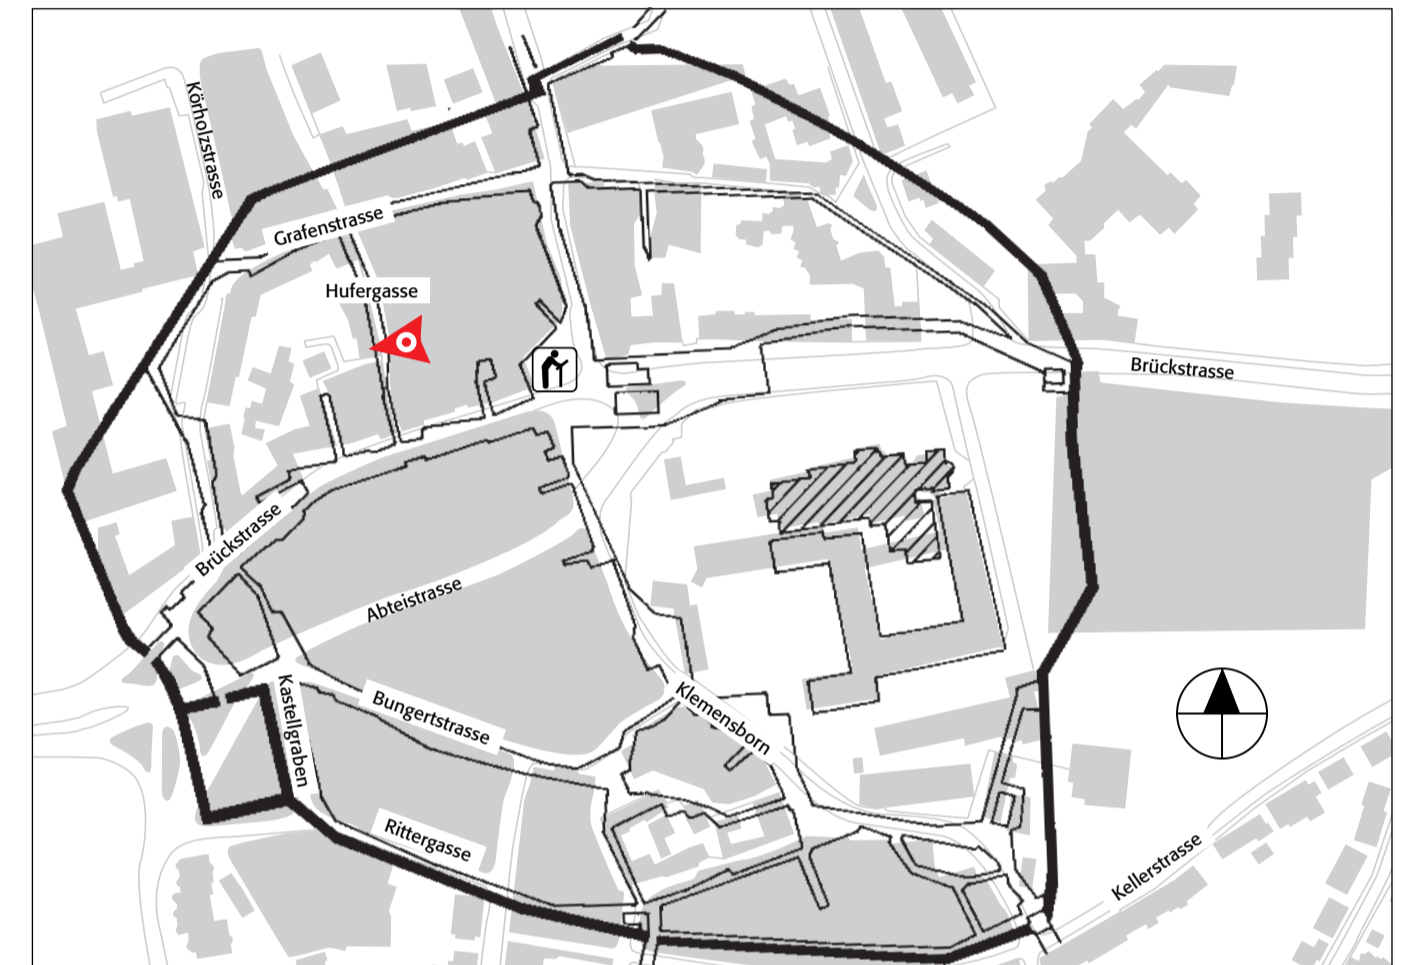 Körholzstrasse
Grafenstrasse
Hufergasse
Brückstrasse
Brückstrasse
Abteistrasse
Kastellgraben
Bungertstrasse
Klemensborn
Rittergasse
Kellerstrasse